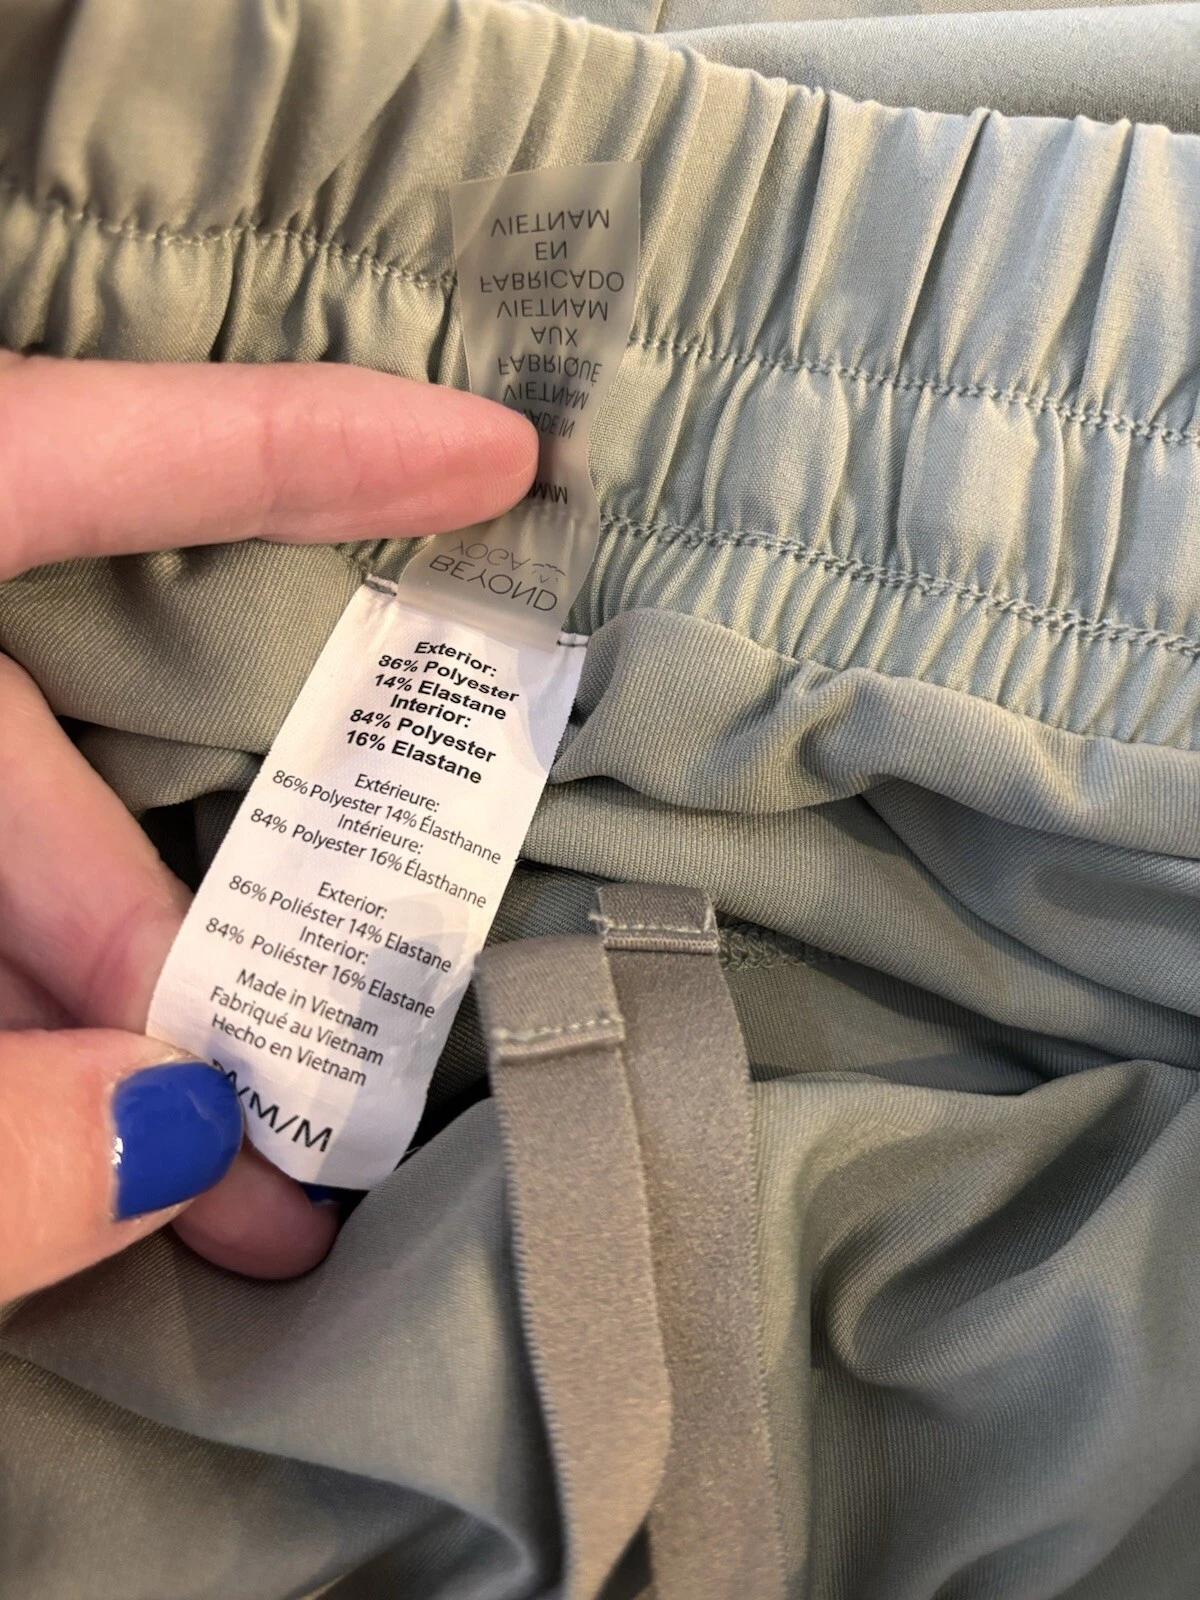 BEYOND
YOGA
VIETNAM
FABRIQUÉ
AUX
VIETNAM
FABRICADO
EN
VIETNAM
Exterior:
86% Polyester
14% Elastane
Interior:
84% Polyester
16% Elastane
Extérieure:
86% Polyester 14% Élasthanne
Intérieure:
84% Polyester 16% Élasthanne
Exterior:
86% Poliéster 14% Elastane
Interior:
84% Poliéster 16% Elastane
Made in Vietnam
Fabriqué au Vietnam
Hecho en Vietnam
/M/M